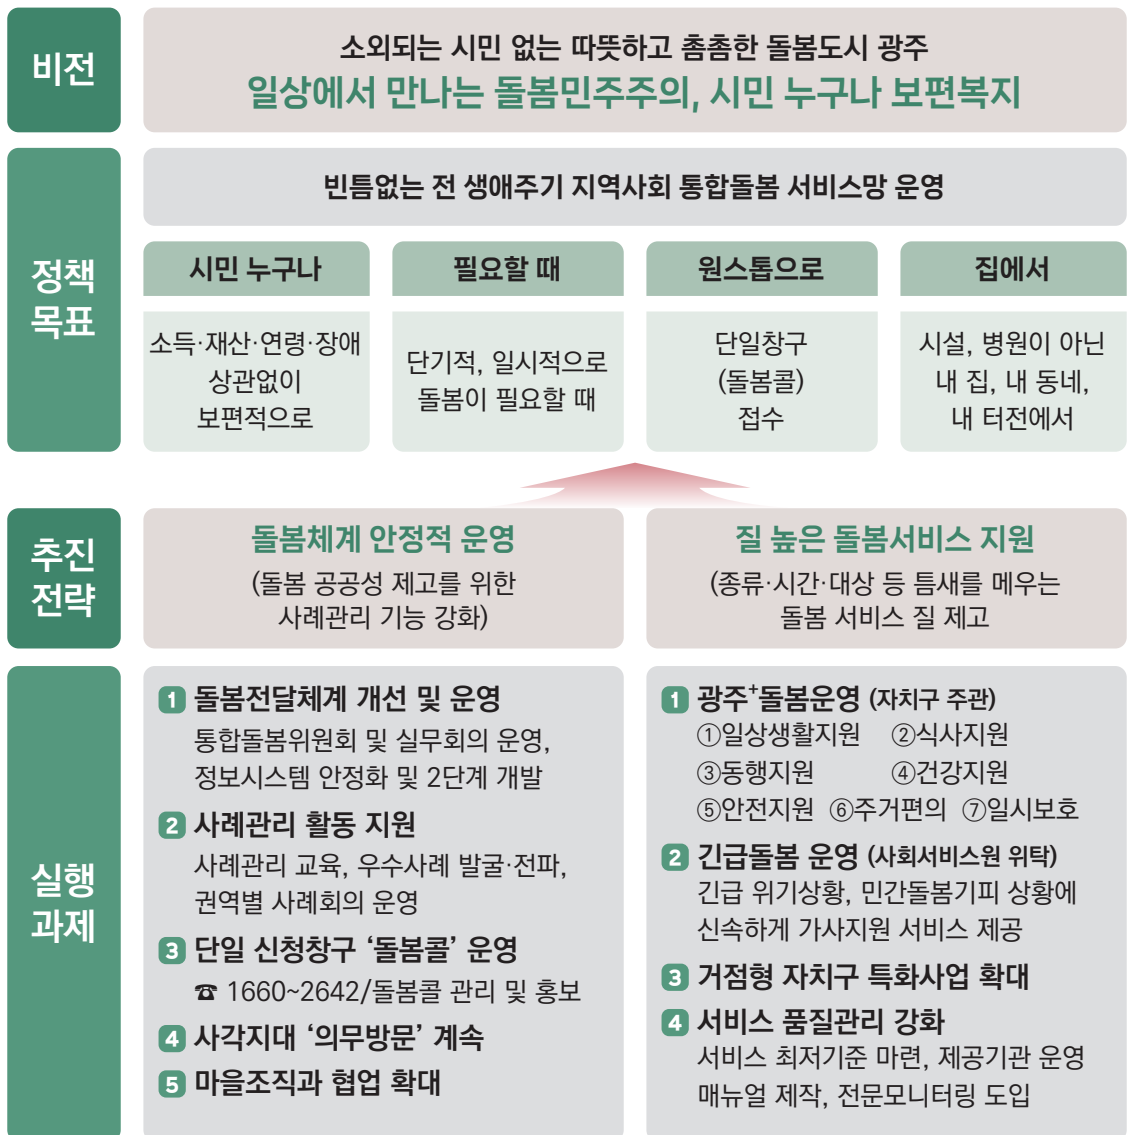 비전
소외되는 시민 없는 따뜻하고 촘촘한 돌봄도시 광주
일상에서 만나는 돌봄민주주의, 시민 누구나 보편복지
정책
목표
빈틈없는 전 생애주기 지역사회 통합돌봄 서비스망 운영
시민 누구나
소득·재산·연령·장애
상관없이
보편적으로
필요할 때
단기적, 일시적으로
돌봄이 필요할 때
원스톱으로
단일창구
(돌봄콜)
접수
집에서
시설, 병원이 아닌
내 집, 내 동네,
내 터전에서
추진
전략
돌봄체계 안정적 운영
(돌봄 공공성 제고를 위한
사례관리 기능 강화)
질 높은 돌봄서비스 지원
(종류·시간·대상 등 틈새를 메우는
돌봄 서비스 질 제고
실행
과제
1 돌봄전달체계 개선 및 운영
통합돌봄위원회 및 실무회의 운영,
정보시스템 안정화 및 2단계 개발
2 사례관리 활동 지원
사례관리 교육, 우수사례 발굴·전파,
권역별 사례회의 운영
3 단일 신청창구 ‘돌봄콜’ 운영
☎ 1660~2642/돌봄콜 관리 및 홍보
4 사각지대 ‘의무방문’ 계속
5 마을조직과 협업 확대
1 광주+돌봄운영 (자치구 주관)
①일상생활지원 ②식사지원
③동행지원 ④건강지원
⑤안전지원 ⑥주거편의 ⑦일시보호
2 긴급돌봄 운영 (사회서비스원 위탁)
긴급 위기상황, 민간돌봄기피 상황에
신속하게 가사지원 서비스 제공
3 거점형 자치구 특화사업 확대
4 서비스 품질관리 강화
서비스 최저기준 마련, 제공기관 운영
매뉴얼 제작, 전문모니터링 도입